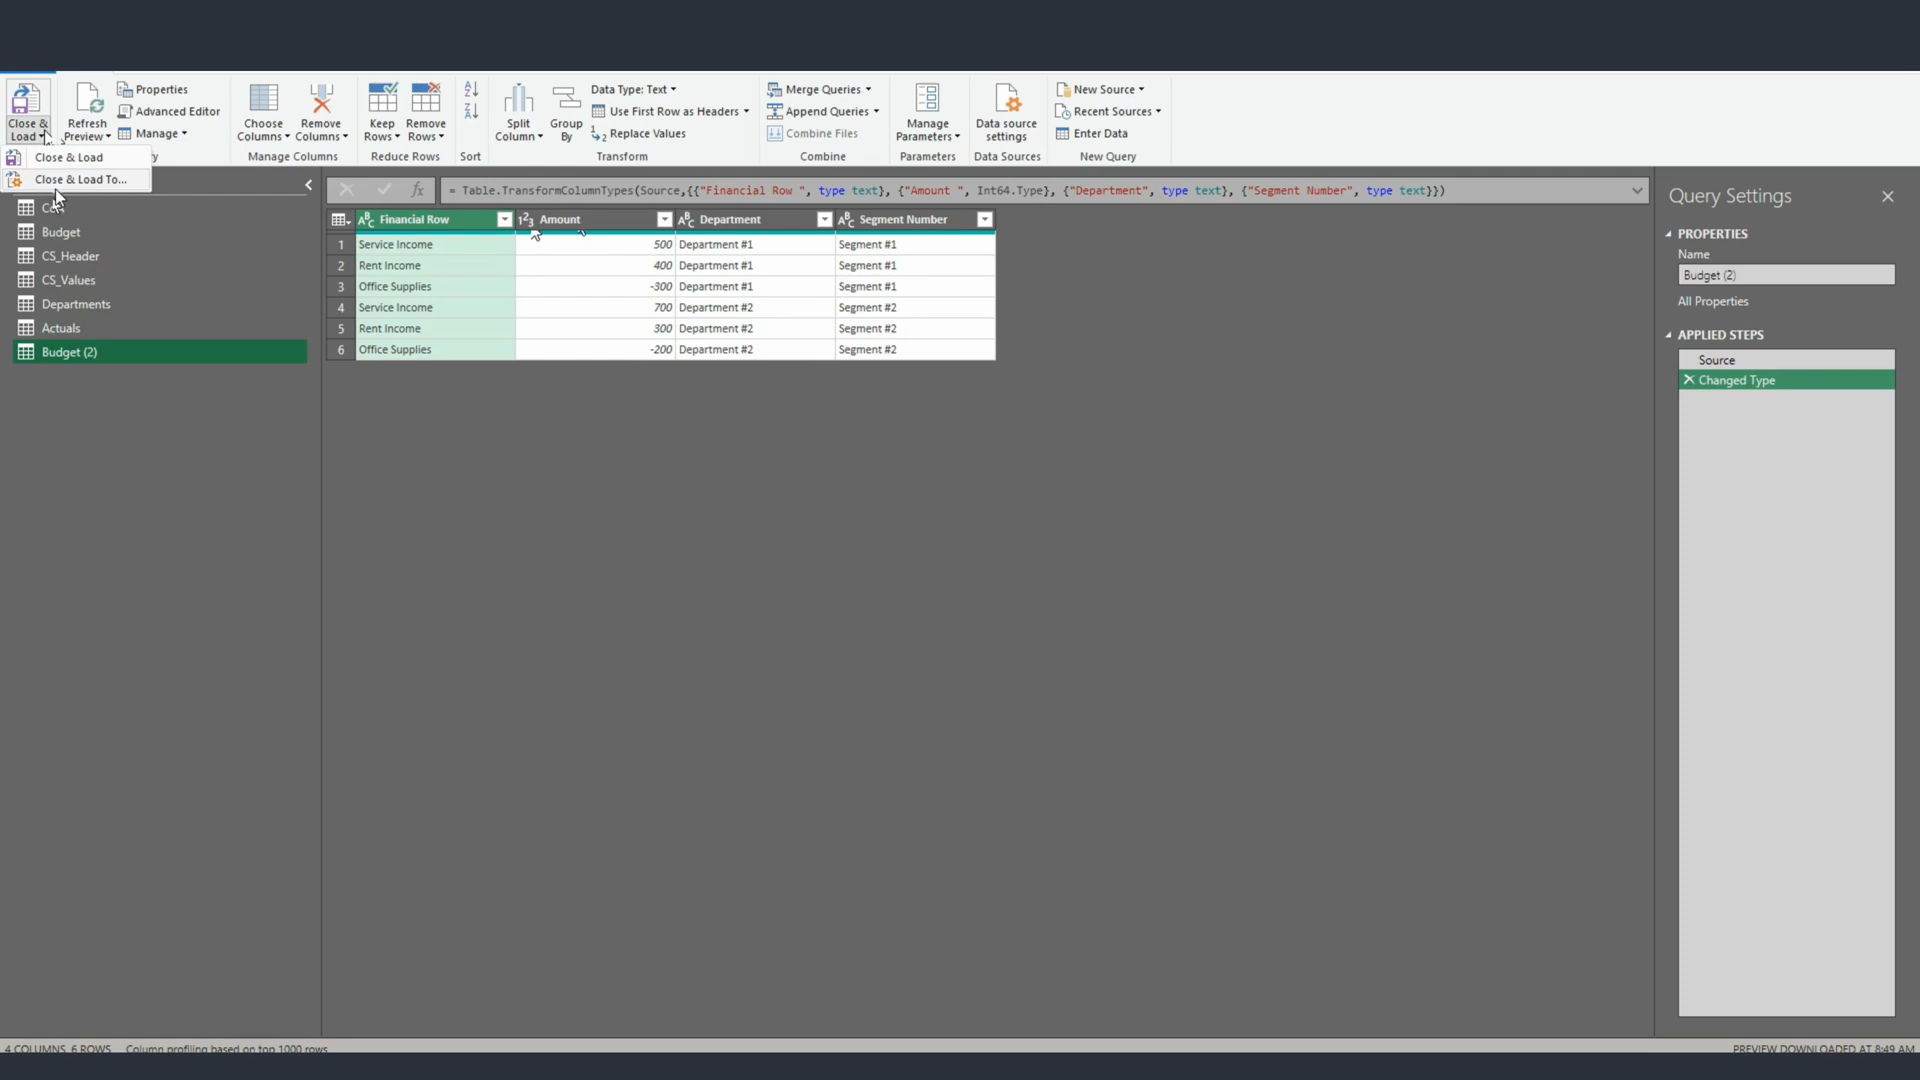 Close &
Load
Refresh
Preview
Properties
Advanced Editor
Manage
Choose
Columns
Remove
Columns
Manage Columns
Keep
Rows
Remove
Rows
Reduce Rows
Sort
Split
Column
Group
By
Data Type: Text
Use First Row as Headers
Replace Values
Transform
Merge Queries
Append Queries
Combine Files
Combine
Manage
Parameters
Parameters
Data source
settings
Data Sources
New Source
Recent Sources
Enter Data
New Query
Close & Load
Close & Load To...
Budget
CS_Header
CS_Values
Departments
Actuals
Budget (2)
fx
= Table.TransformColumnTypes(Source,{{"Financial Row ", type text}, {"Amount ", Int64.Type}, {"Department", type text}, {"Segment Number", type text}})
Financial Row Amount Department Segment Number
1 Service Income 500 Department #1 Segment #1
2 Rent Income 400 Department #1 Segment #1
3 Office Supplies -300 Department #1 Segment #1
4 Service Income 700 Department #2 Segment #2
5 Rent Income 300 Department #2 Segment #2
6 Office Supplies -200 Department #2 Segment #2
Query Settings
PROPERTIES
Name
Budget (2)
All Properties
APPLIED STEPS
Source
Changed Type
4 COLUMNS, 6 ROWS Column profiling based on top 1000 rows
PREVIEW DOWNLOADED AT 8:49 AM